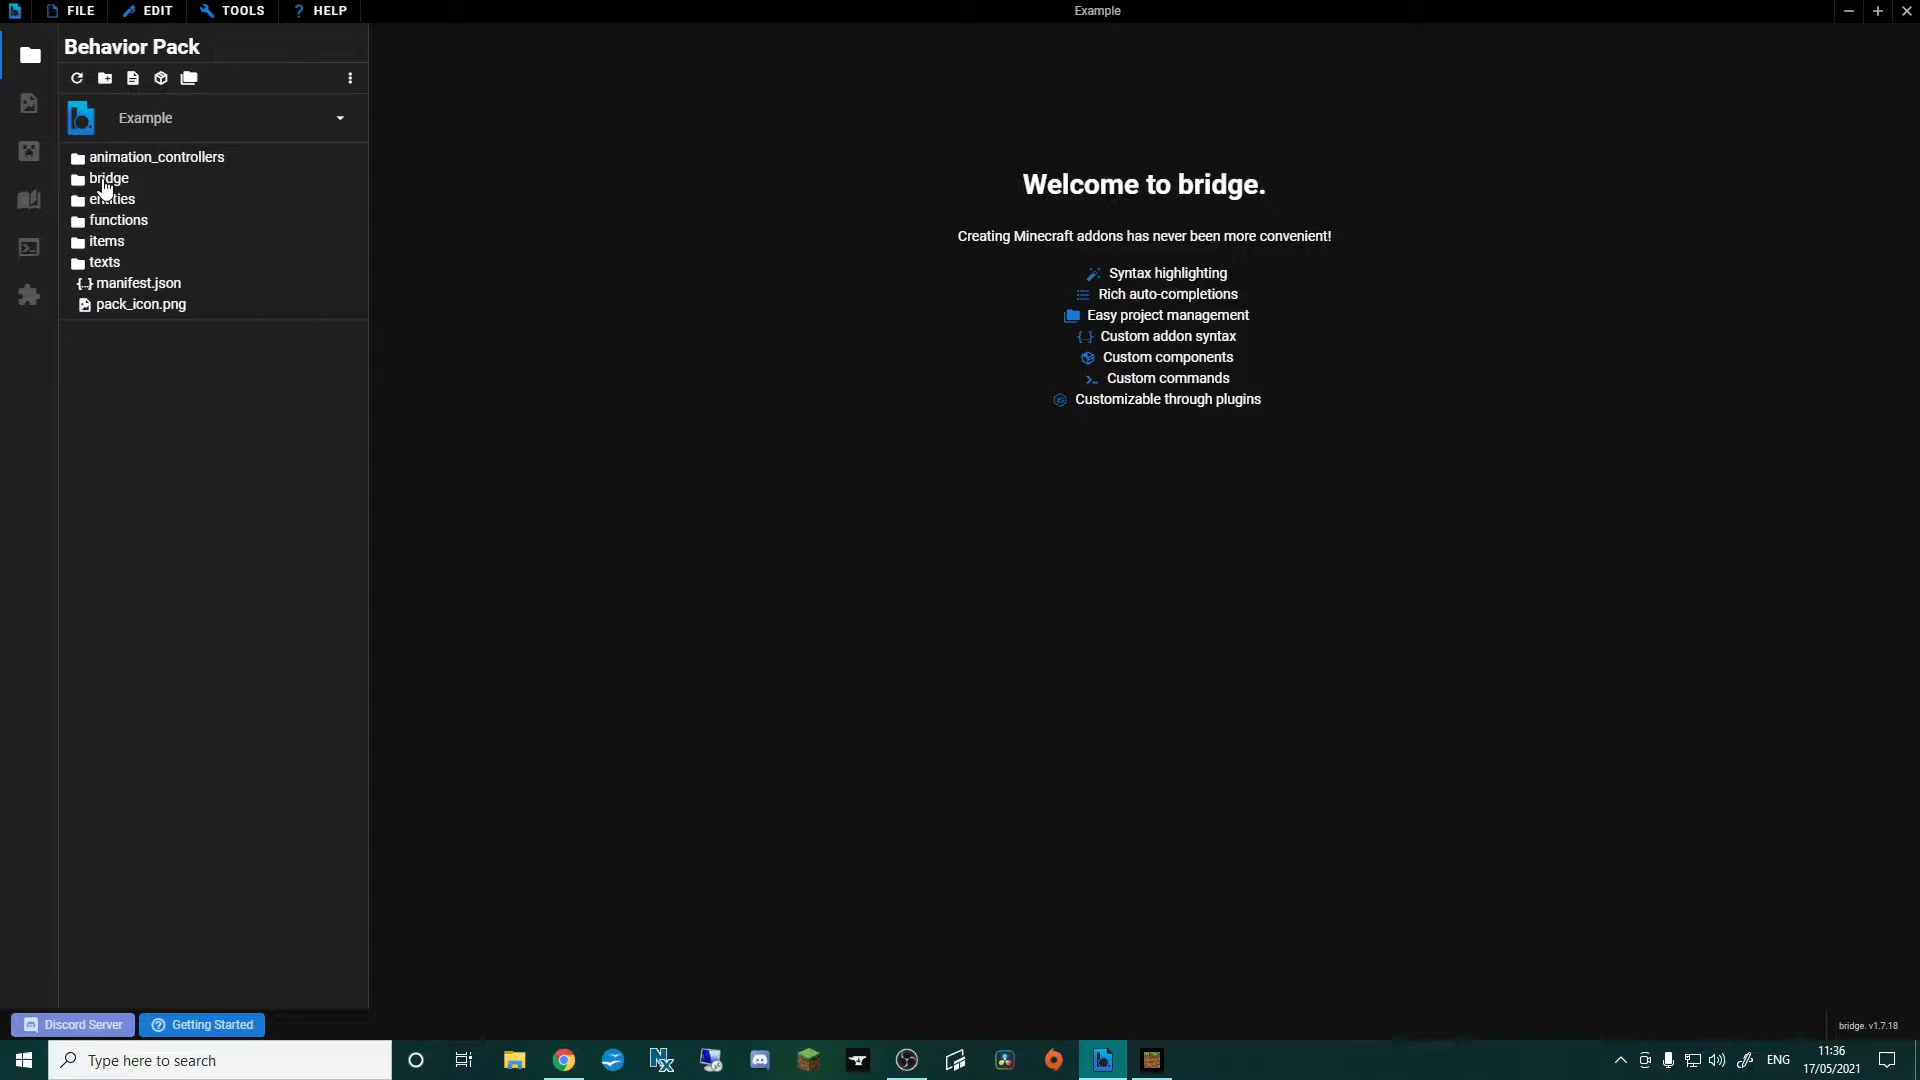 FILE EDIT TOOLS HELP Example
Behavior Pack
Example
animation_controllers
bridge
entities
functions
items
texts
manifest.json
pack_icon.png
Welcome to bridge.
Creating Minecraft addons has never been more convenient!
Syntax highlighting
Rich auto-completions
Easy project management
Custom addon syntax
Custom components
Custom commands
Customizable through plugins
Discord Server Getting Started
bridge. v1.7.18
Type here to search
ENG
11:36
17/05/2021